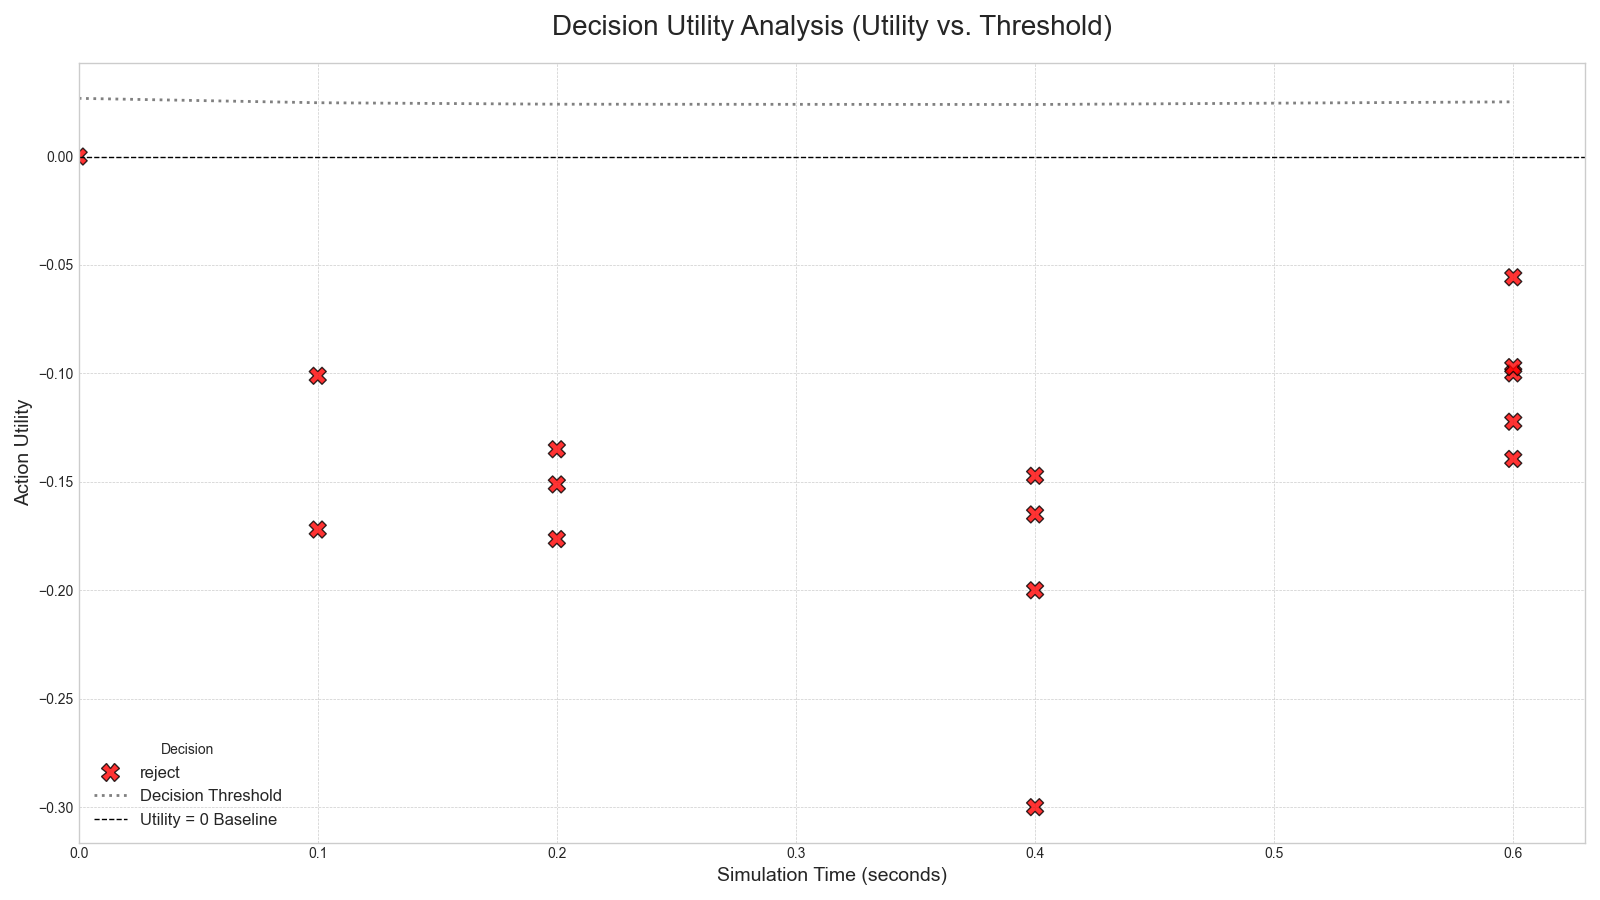 Decision Utility Analysis (Utility vs. Threshold)
Action Utility
0.00
−0.05
−0.10
−0.15
−0.20
−0.25
−0.30
Decision
reject
Decision Threshold
Utility = 0 Baseline
0.0 0.1 0.2 0.3 0.4 0.5 0.6
Simulation Time (seconds)